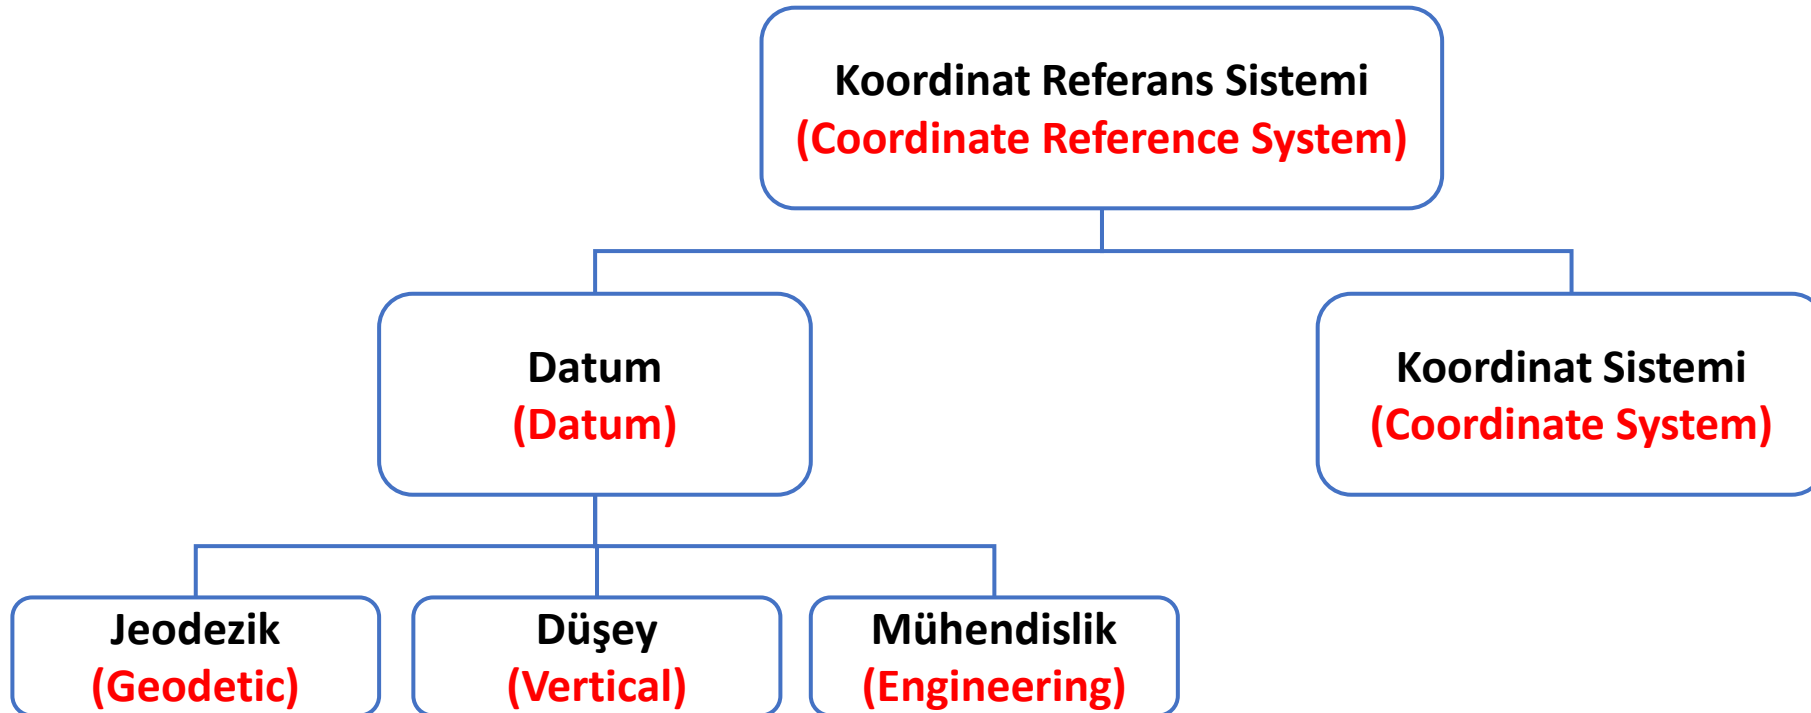 Koordinat Referans Sistemi
(Coordinate Reference System)
Datum
(Datum)
Koordinat Sistemi
(Coordinate System)
Jeodezik
(Geodetic)
Düşey
(Vertical)
Mühendislik
(Engineering)